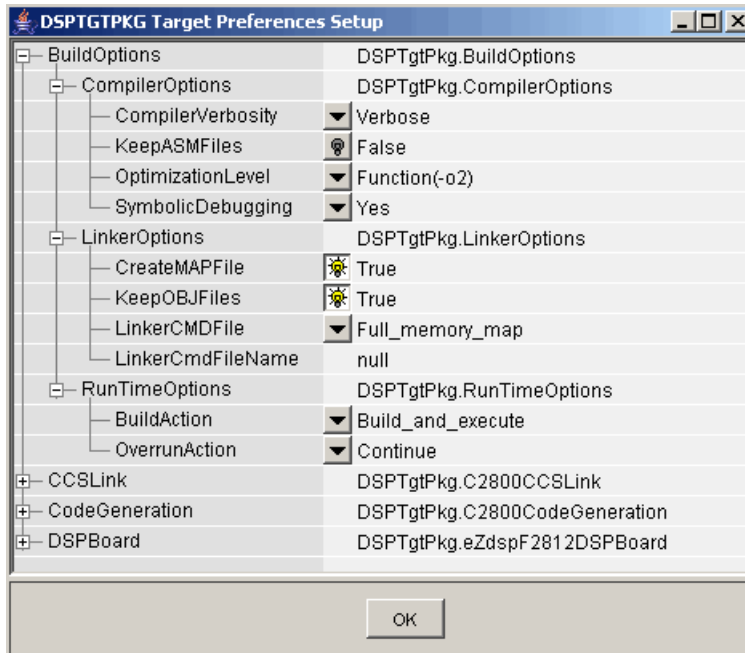 DSPTGTPKG Target Preferences Setup
BuildOptions DSPTgtPkg.BuildOptions
CompilerOptions DSPTgtPkg.CompilerOptions
CompilerVerbosity Verbose
KeepASMFiles False
OptimizationLevel Function(-o2)
SymbolicDebugging Yes
LinkerOptions DSPTgtPkg.LinkerOptions
CreateMAPFile True
KeepOBJFiles True
LinkerCMDFile Full_memory_map
LinkerCmdFileName null
RunTimeOptions DSPTgtPkg.RunTimeOptions
BuildAction Build_and_execute
OverrunAction Continue
CCSLink DSPTgtPkg.C2800CCSLink
CodeGeneration DSPTgtPkg.C2800CodeGeneration
DSPBoard DSPTgtPkg.eZdspF2812DSPBoard
OK